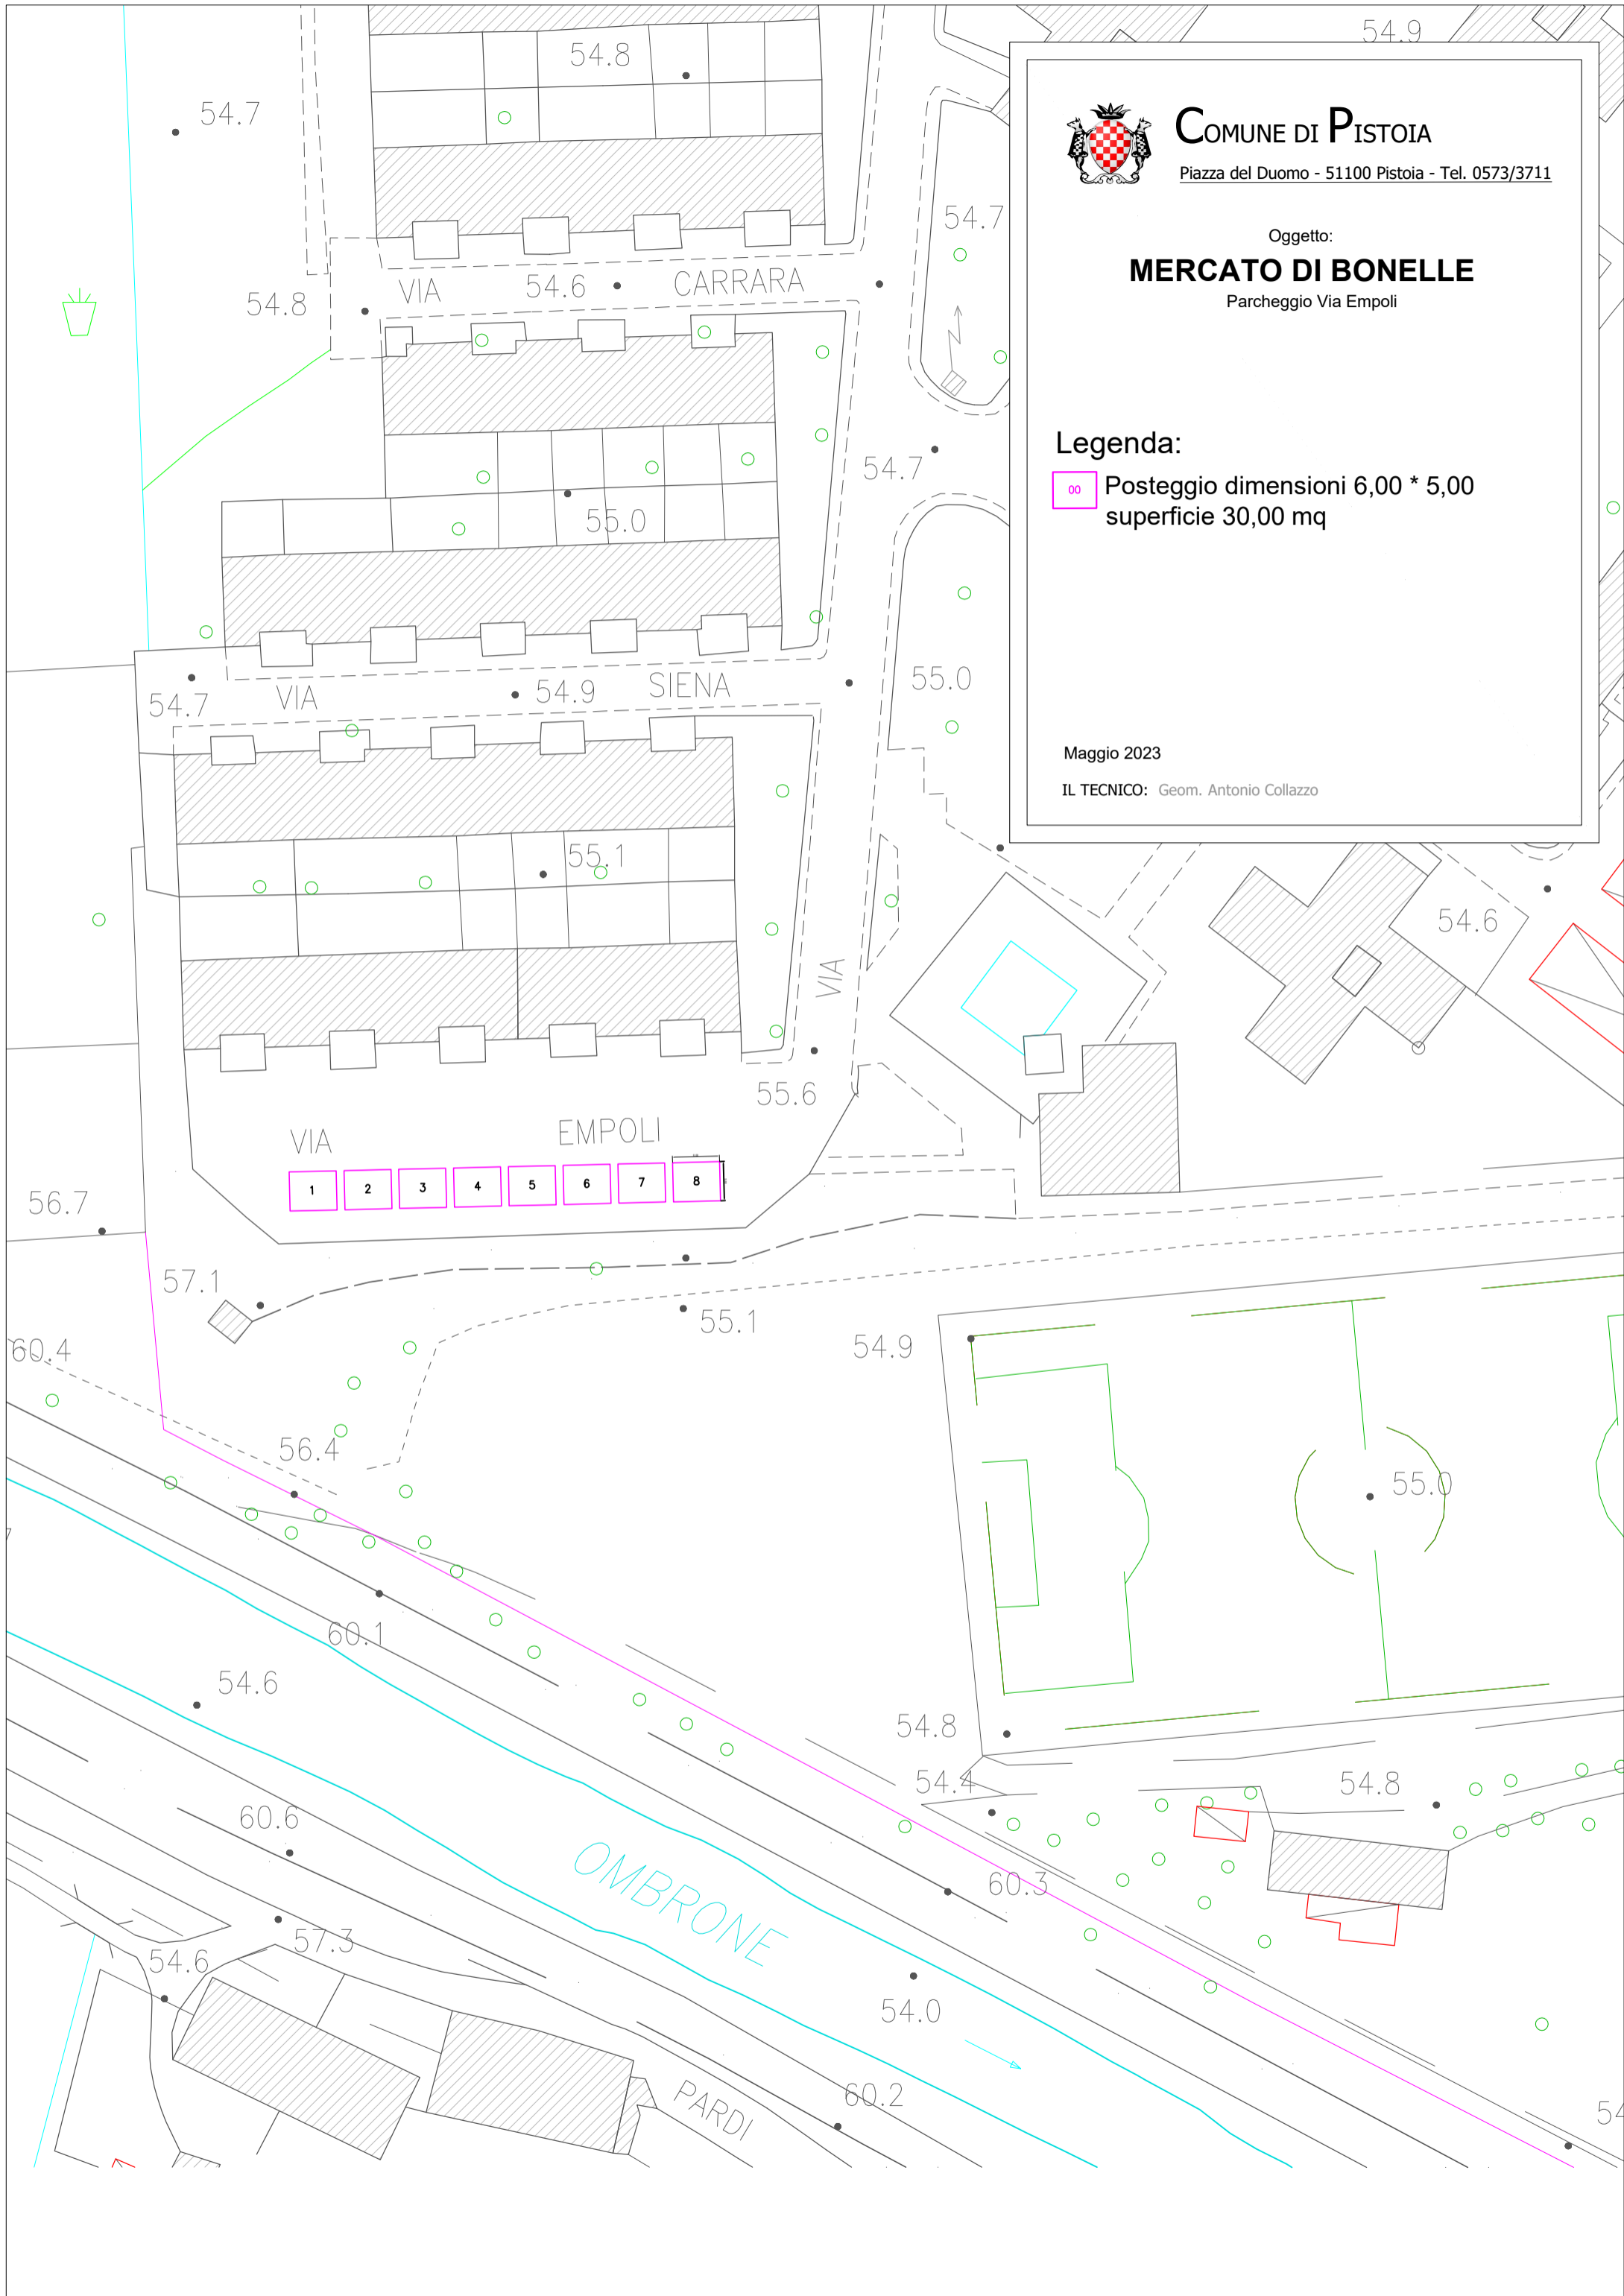 54.8
54.9
54.7
COMUNE DI PISTOIA
Piazza del Duomo - 51100 Pistoia - Tel. 0573/3711
54.7
Oggetto:
MERCATO DI BONELLE
Parcheggio Via Empoli
54.8
VIA
54.6
CARRARA
Legenda:
54.7
00
Posteggio dimensioni 6,00 * 5,00
superficie 30,00 mq
55.0
54.7
VIA
54.9
SIENA
55.0
Maggio 2023
IL TECNICO: Geom. Antonio Collazzo
55.1
54.6
VIA
55.6
VIA
EMPOLI
1
2
3
4
5
6
7
8
56.7
57.1
55.1
60.4
54.9
56.4
55.0
60.1
54.6
54.8
54.4
54.8
60.6
OMBRONE
60.3
57.3
54.6
54.0
PARDI
60.2
54